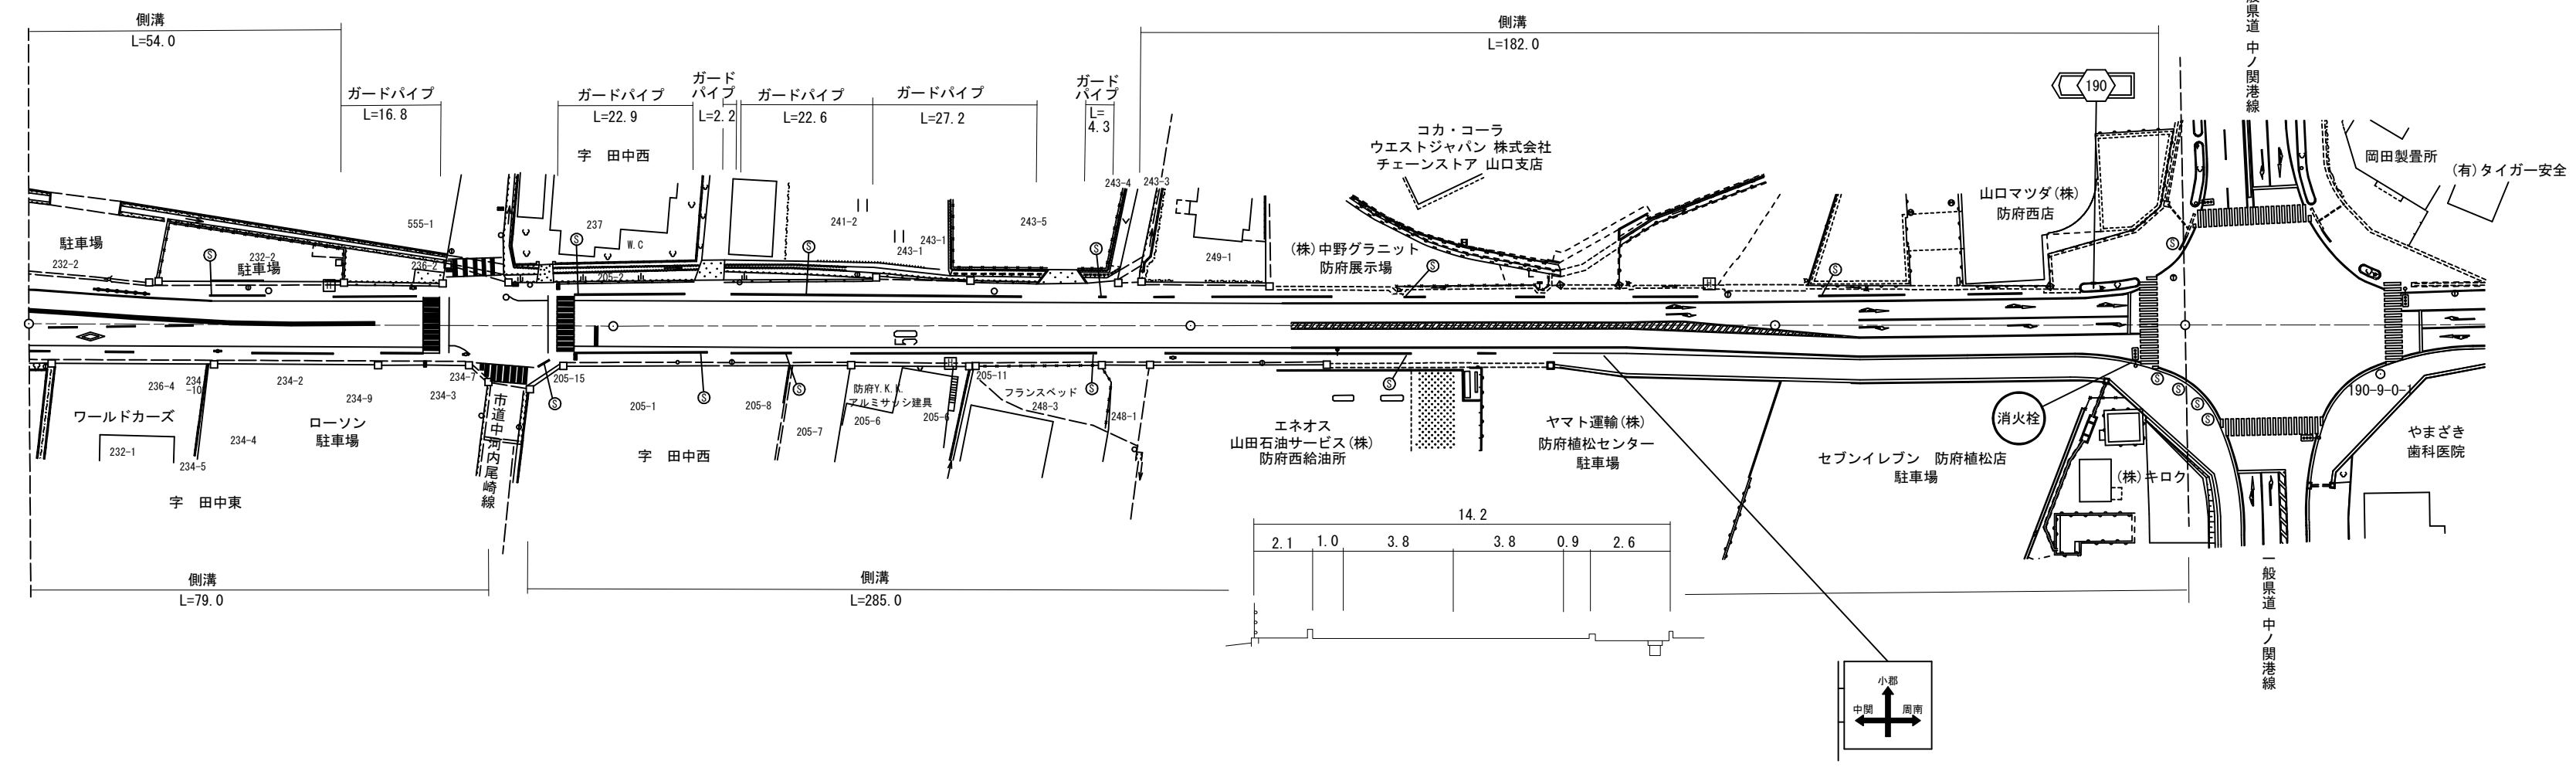 側溝
L=54.0
側溝
L=182.0
般県道 中ノ関港線
ガードパイプ
L=16.8
ガードパイプ
L=22.9
ガード
パイプ
L=2.2
ガードパイプ
L=22.6
ガードパイプ
L=27.2
ガード
パイプ
L=
4.3
190
コカ・コーラ
ウエストジャパン 株式会社
チェーンストア 山口支店
字 田中西
岡田製畳所
(有)タイガー安全
山口マツダ(株)
防府西店
243-4
243-3
555-1
237
W.C
241-2
243-1
243-1
243-5
249-1
駐車場
232-2
232-2
駐車場
236-2
205-2
(株)中野グラニット
防府展示場
S
S
S
S
S
S
S
H
H
236-4
234
-10
234-2
234-9
234-7
234-3
ワールドカーズ
232-1
234-5
234-4
ローソン
駐車場
市道中河内尾崎線
205-15
S
205-1
S
205-8
S
205-7
防府Y.K.K.
アルミサッシ建具
205-6
205-6
H
205-11
フランスベッド
248-3
S
248-1
S
エネオス
山田石油サービス(株)
防府西給油所
ヤマト運輸(株)
防府植松センター
駐車場
セブンイレブン 防府植松店
駐車場
消火栓
S
S
S
S
(株)キロク
190-9-0-1
やまざき
歯科医院
字 田中東
字 田中西
側溝
L=79.0
側溝
L=285.0
14.2
2.1
1.0
3.8
3.8
0.9
2.6
一般県道 中ノ関港線
小郡
中関
周南